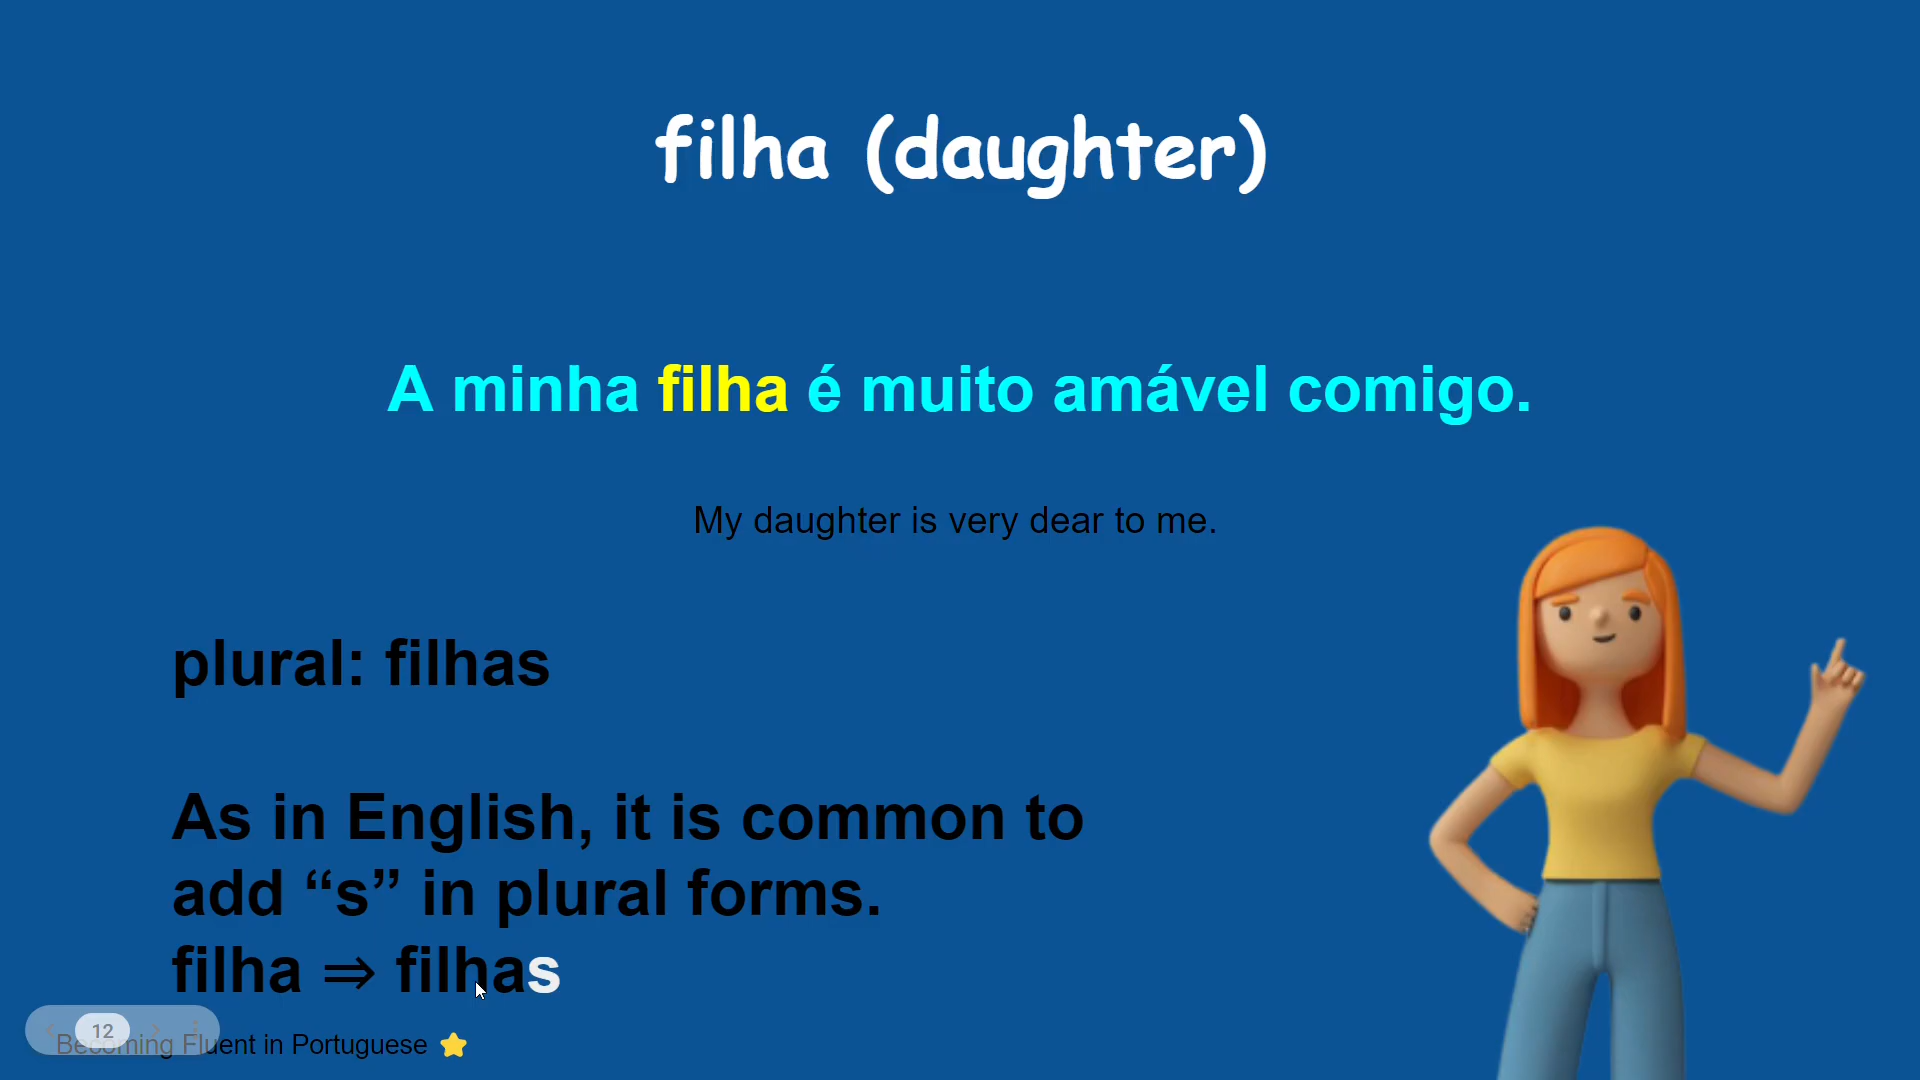 filha (daughter)
A minha filha é muito amável comigo.
My daughter is very dear to me.
plural: filhas
As in English, it is common to
add “s” in plural forms.
filha ⇒ filhas
12
Becoming Fluent in Portuguese ⭐